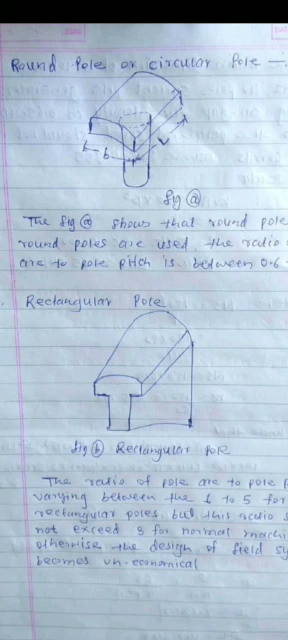 Round Pole or circular Pole -
b
L
fig (a)
The fig (a) shows that round pole
round poles are used, the ratio
arc to pole pitch is between 0.6
Rectangular Pole
fig (b) Rectangular Pole
The ratio of pole arc to pole p
varying between the 1 to 5 for
rectangular poles. but this ratio s
not exceed 3 for normal machi
otherwise the design of field sy
becomes un-economical